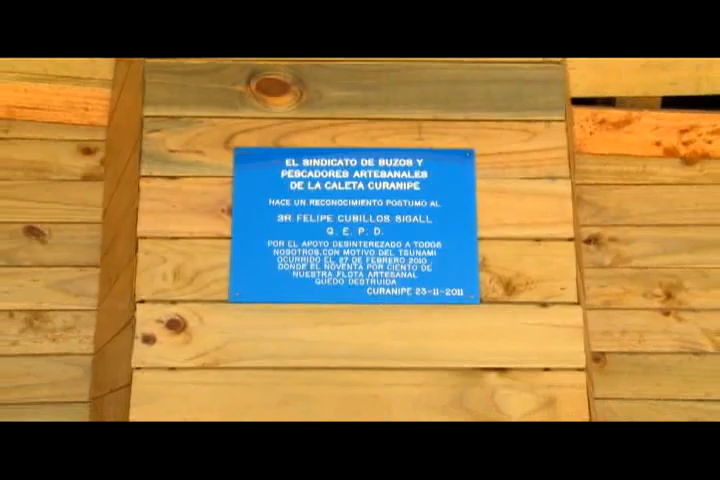 EL SINDICATO DE BUZOS Y
PESCADORES ARTESANALES
DE LA CALETA CURANIPE
HACE UN RECONOCIMIENTO POSTUMO AL
SR. FELIPE CUBILLOS SIGALL
Q. E. P. D.
POR EL APOYO DESINTEREZADO A TODOS
NOSOTROS, CON MOTIVO DEL TSUNAMI
OCURRIDO EL 27 DE FEBRERO 2010
DONDE EL NOVENTA POR CIENTO DE
NUESTRA FLOTA ARTESANAL
QUEDO DESTRUIDA
CURANIPE 23-11-2011